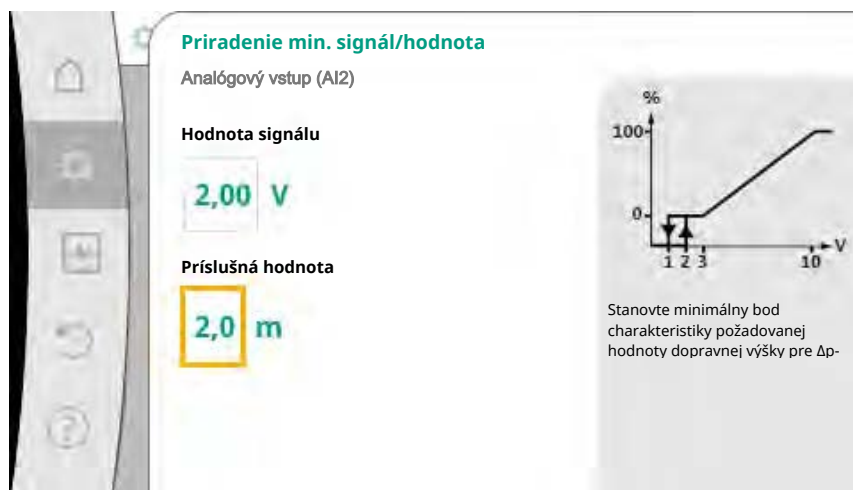 Priradenie min. signál/hodnota
Analógový vstup (AI2)
Hodnota signálu
2,00 V
Príslušná hodnota
2,0 m
%
100
0
1 2 3 10 V
Stanovte minimálny bod
charakteristiky požadovanej
hodnoty dopravnej výšky pre Δp-
?